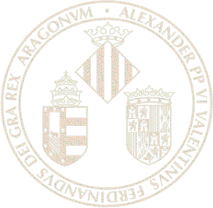 ALEXANDER PP VI VALENTINVS
FERDINANDVS DEI GRA REX ARAGONVM